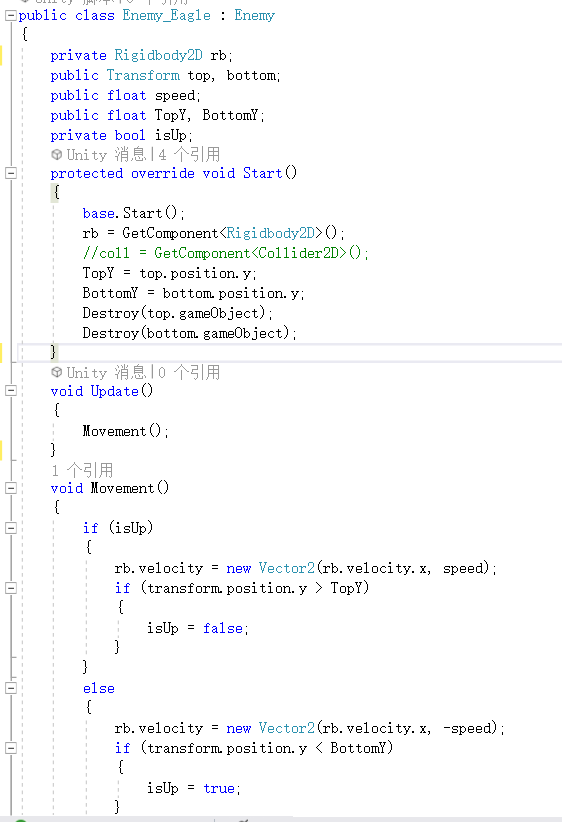 public class Enemy_Eagle : Enemy
{
private Rigidbody2D rb;
public Transform top, bottom;
public float speed;
public float TopY, BottomY;
private bool isUp;
Unity 消息|4 个引用
protected override void Start()
{
base.Start();
rb = GetComponent<Rigidbody2D>();
//coll = GetComponent<Collider2D>();
TopY = top.position.y;
BottomY = bottom.position.y;
Destroy(top.gameObject);
Destroy(bottom.gameObject);
}
Unity 消息|0 个引用
void Update()
{
Movement();
}
1 个引用
void Movement()
{
if (isUp)
{
rb.velocity = new Vector2(rb.velocity.x, speed);
if (transform.position.y > TopY)
{
isUp = false;
}
}
else
{
rb.velocity = new Vector2(rb.velocity.x, -speed);
if (transform.position.y < BottomY)
{
isUp = true;
}